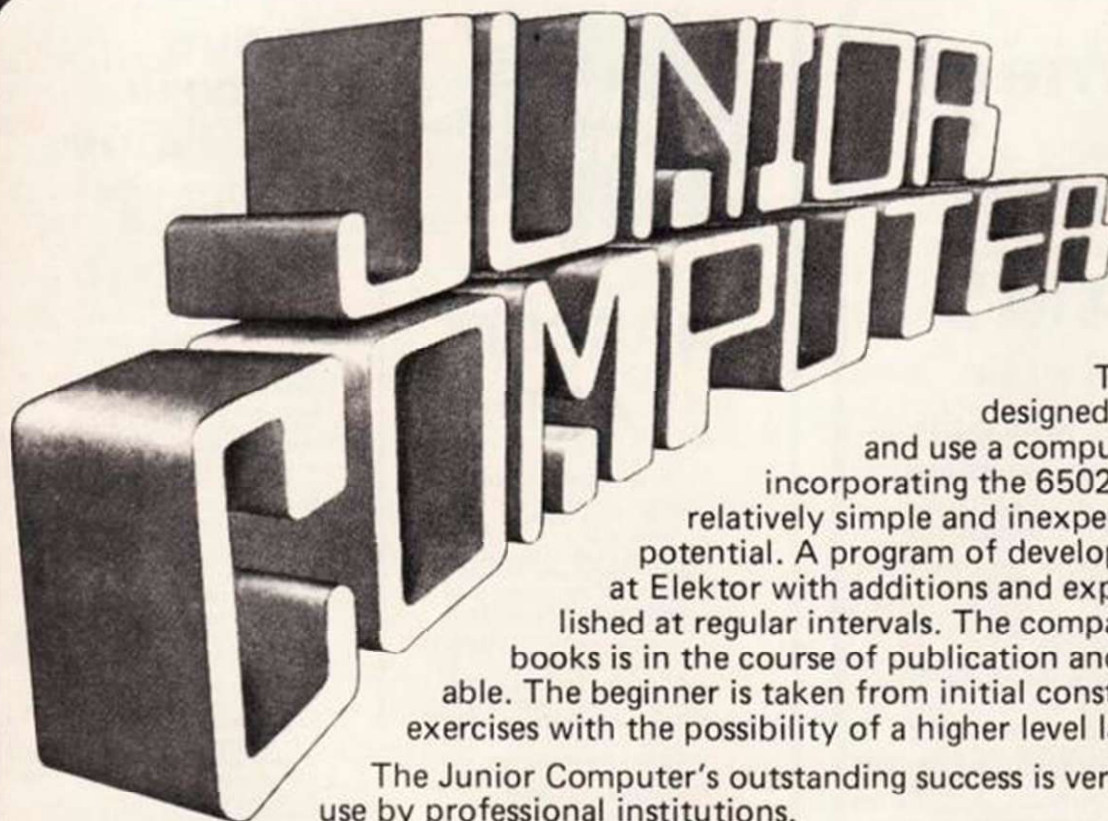 JUNIOR
COMPUTER
T
designed
and use a compu
incorporating the 6502
relatively simple and inexpe
potential. A program of develop
at Elektor with additions and exp
lished at regular intervals. The compa
books is in the course of publication and
able. The beginner is taken from initial const
exercises with the possibility of a higher level l
The Junior Computer's outstanding success is ver
use by professional institutions.